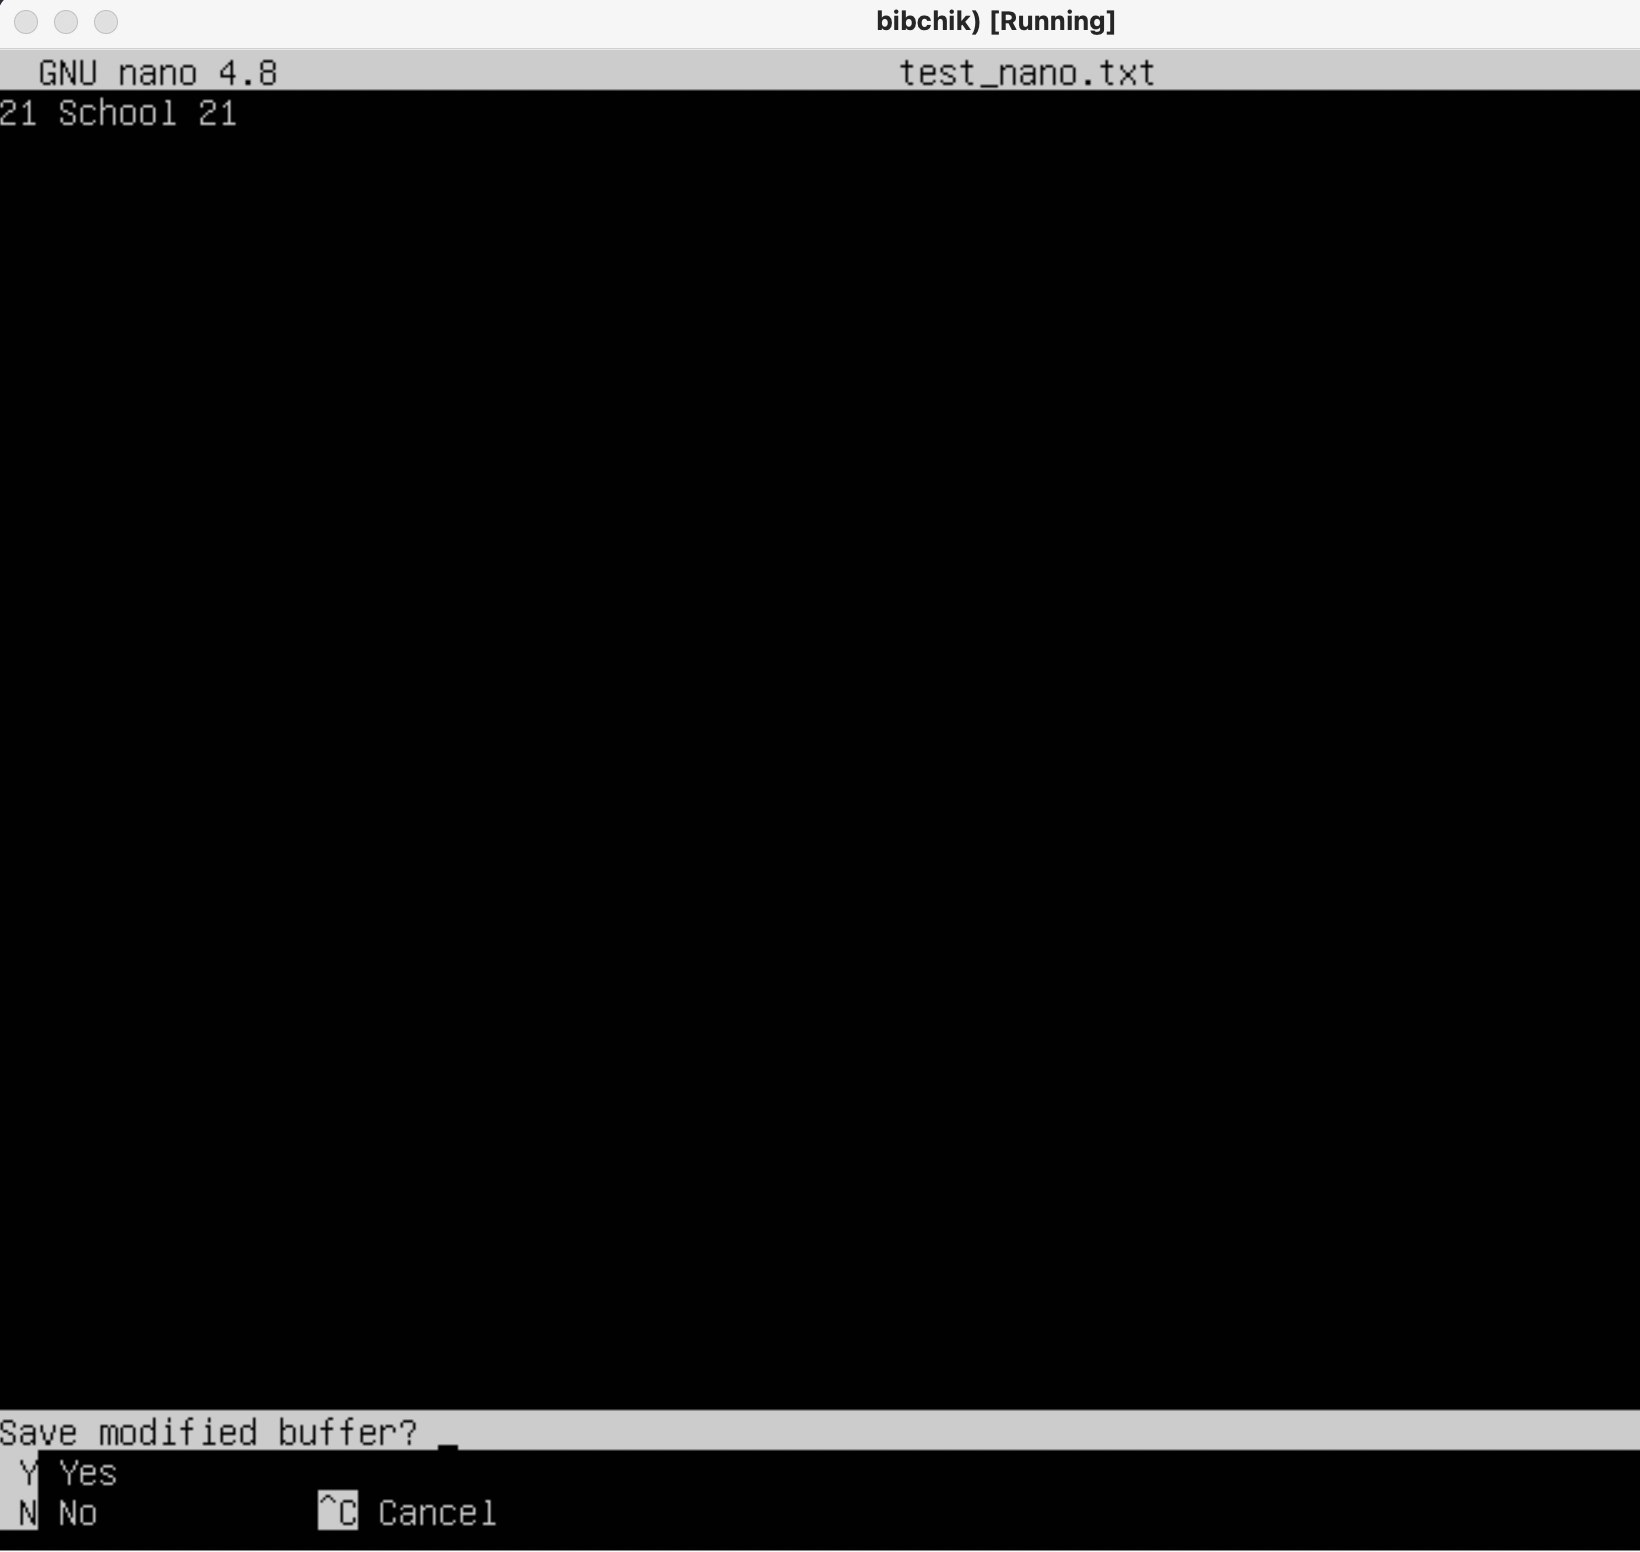 bibchik) [Running]
GNU nano 4.8 test_nano.txt
21 School 21
Save modified buffer?
Y Yes
N No ^C Cancel